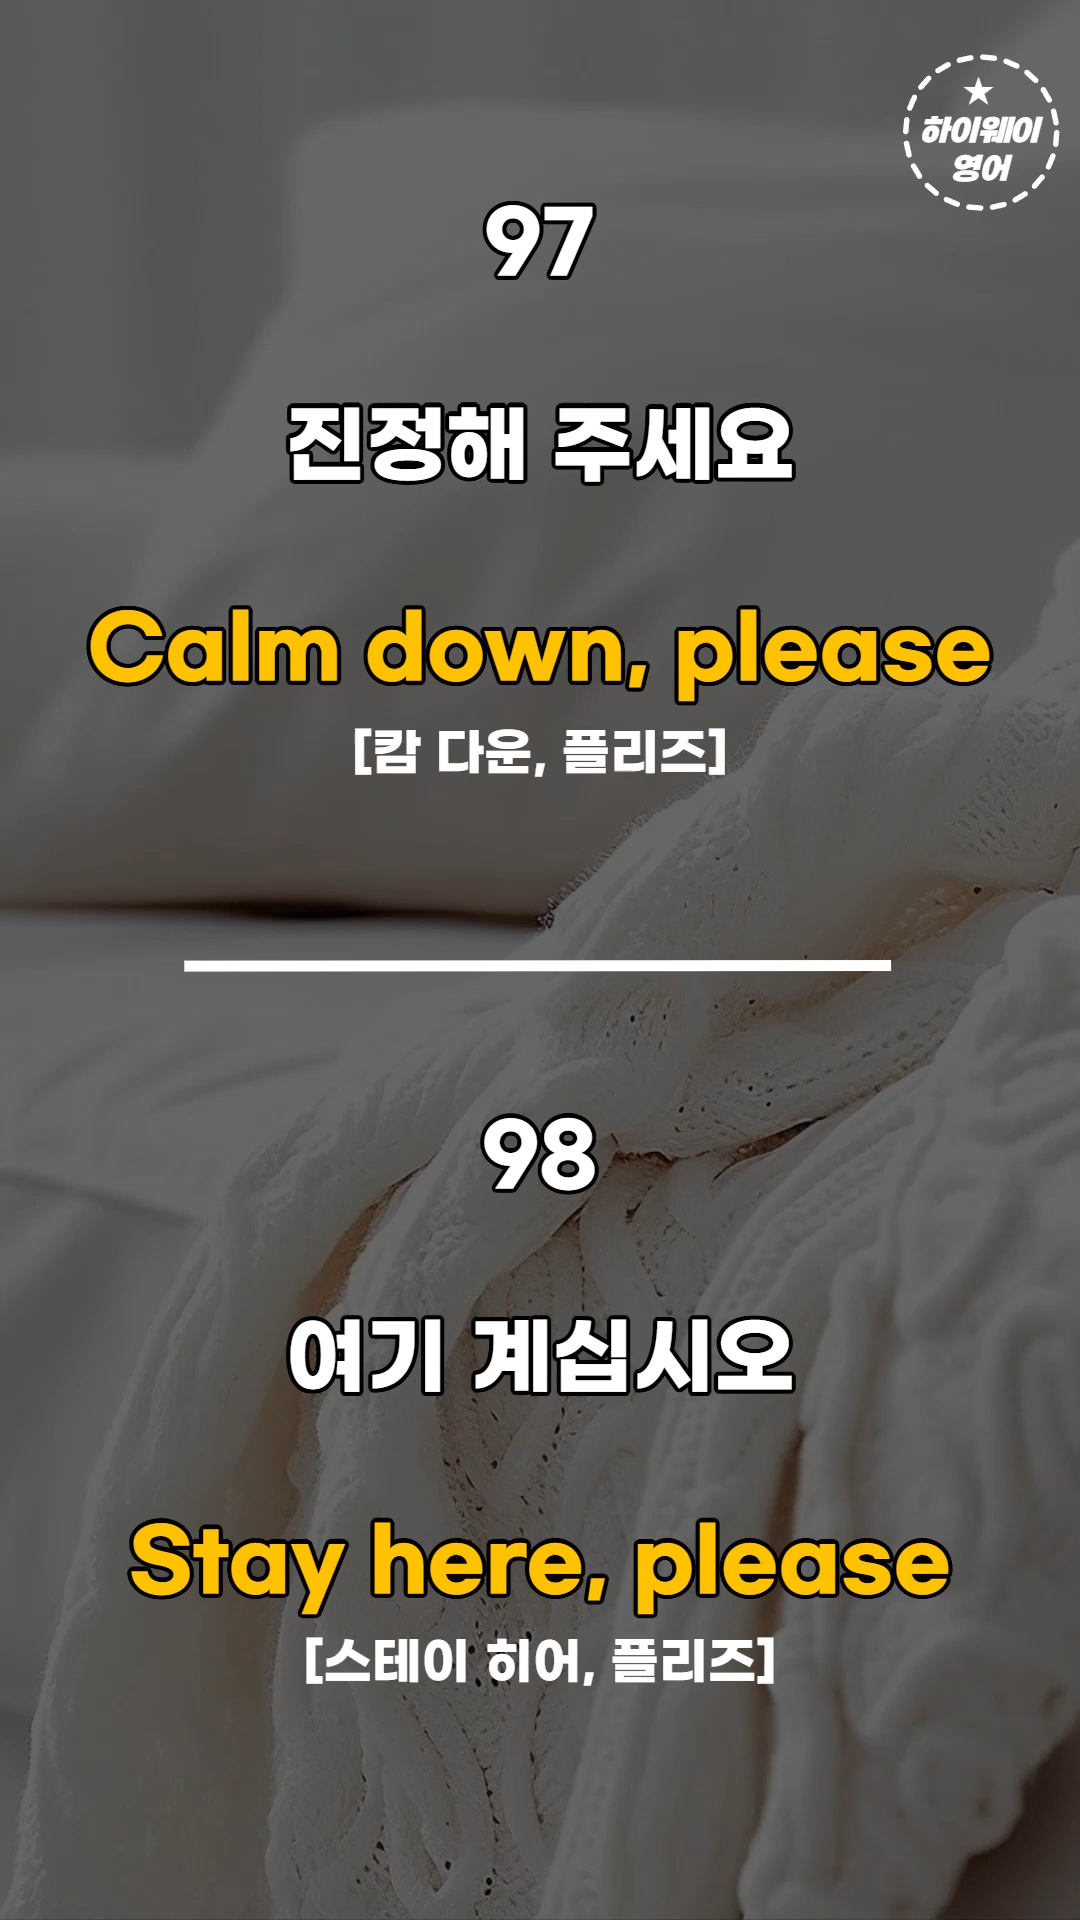 ★
하이웨이
영어
97
진정해 주세요
Calm down, please
[캄 다운, 플리즈]
98
여기 계십시오
Stay here, please
[스테이 히어, 플리즈]